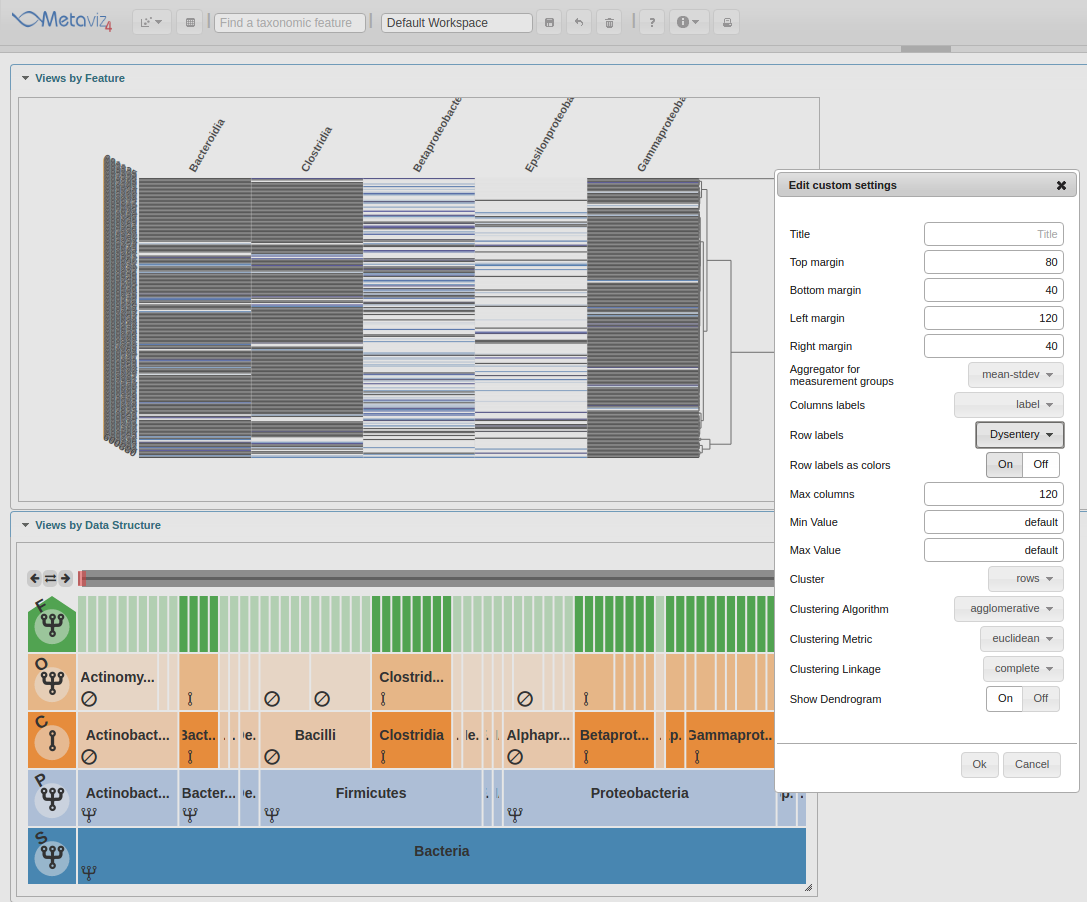 Metaviz4
Find a taxonomic feature
Default Workspace
?
Views by Feature
Bacteroidia
Clostridia
Betaproteobacte
Epsilonproteoba
Gammaproteoba
Edit custom settings
Title
Title
Top margin
80
Bottom margin
40
Left margin
120
Right margin
40
Aggregator for
measurement groups
mean-stdev
Columns labels
label
Row labels
Dysentery
Row labels as colors
On Off
Max columns
120
Min Value
default
Max Value
default
Cluster
rows
Clustering Algorithm
agglomerative
Clustering Metric
euclidean
Clustering Linkage
complete
Show Dendrogram
On Off
Ok Cancel
Views by Data Structure
F
O
Actinomy...
Clostrid...
C
Actinobact...
Bact..
Bacilli
Clostridia
Alphapr...
Betaprot...
Gammaprot..
P
Actinobact...
Bacter...
Firmicutes
Proteobacteria
S
Bacteria